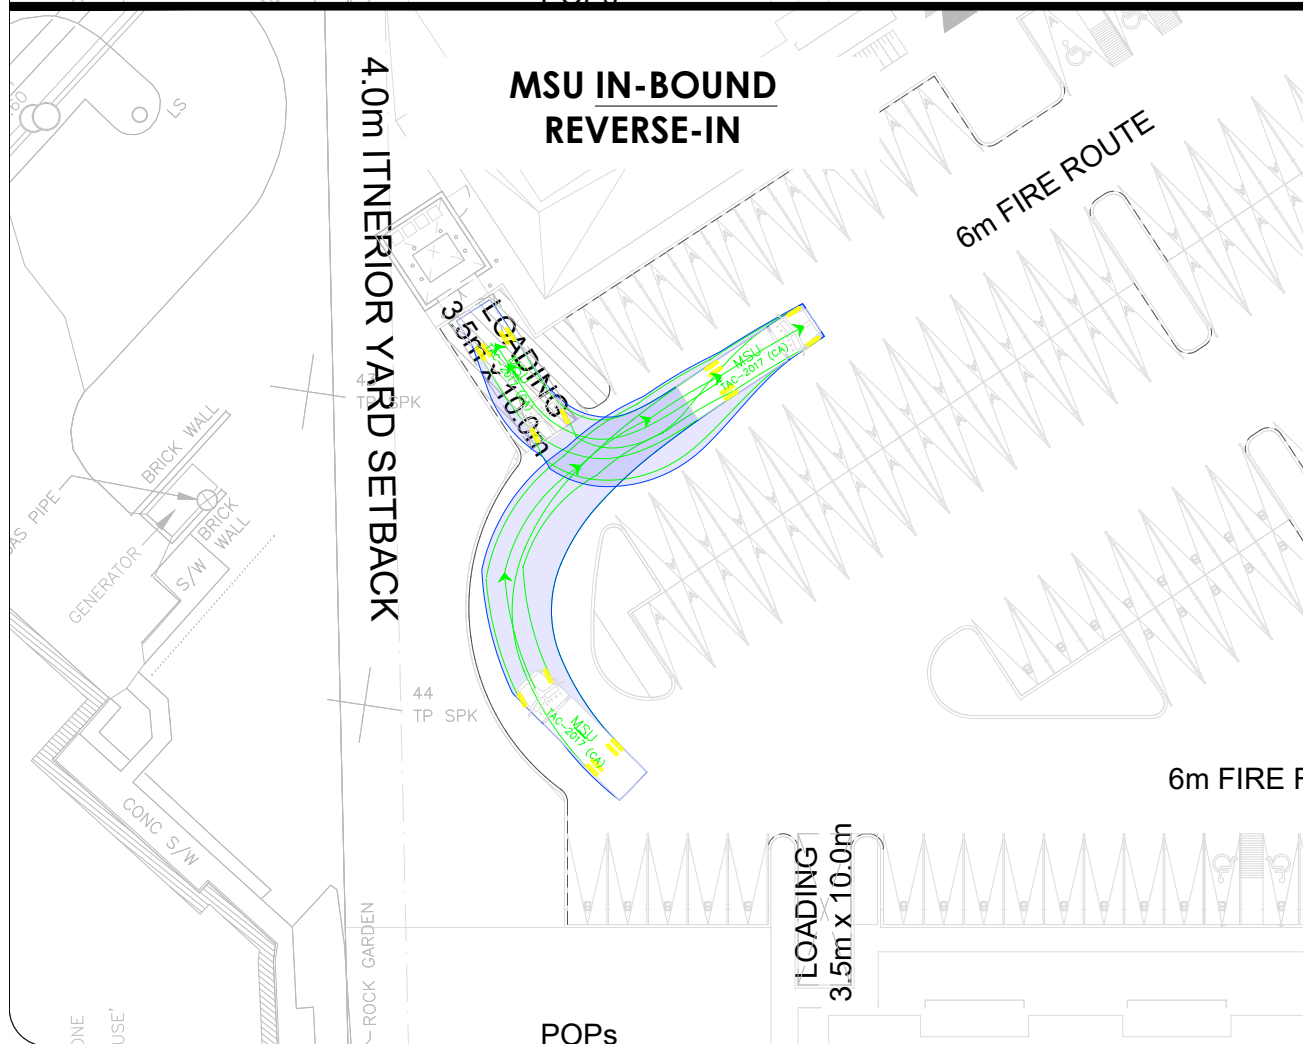 MSU IN-BOUND
REVERSE-IN
4.0m ITNERIOR YARD SETBACK
6m FIRE ROUTE
LS
LOADING
3.5m x 10.0m
MSU
TAC-2017 (CA)
TP SPK
BRICK WALL
BRICK
WALL
GAS PIPE
GENERATOR
S/W
44
TP SPK
MSU
TAC-2017 (CA)
CONC S/W
6m FIRE
LOADING
3.5m x 10.0m
ROCK GARDEN
POPs